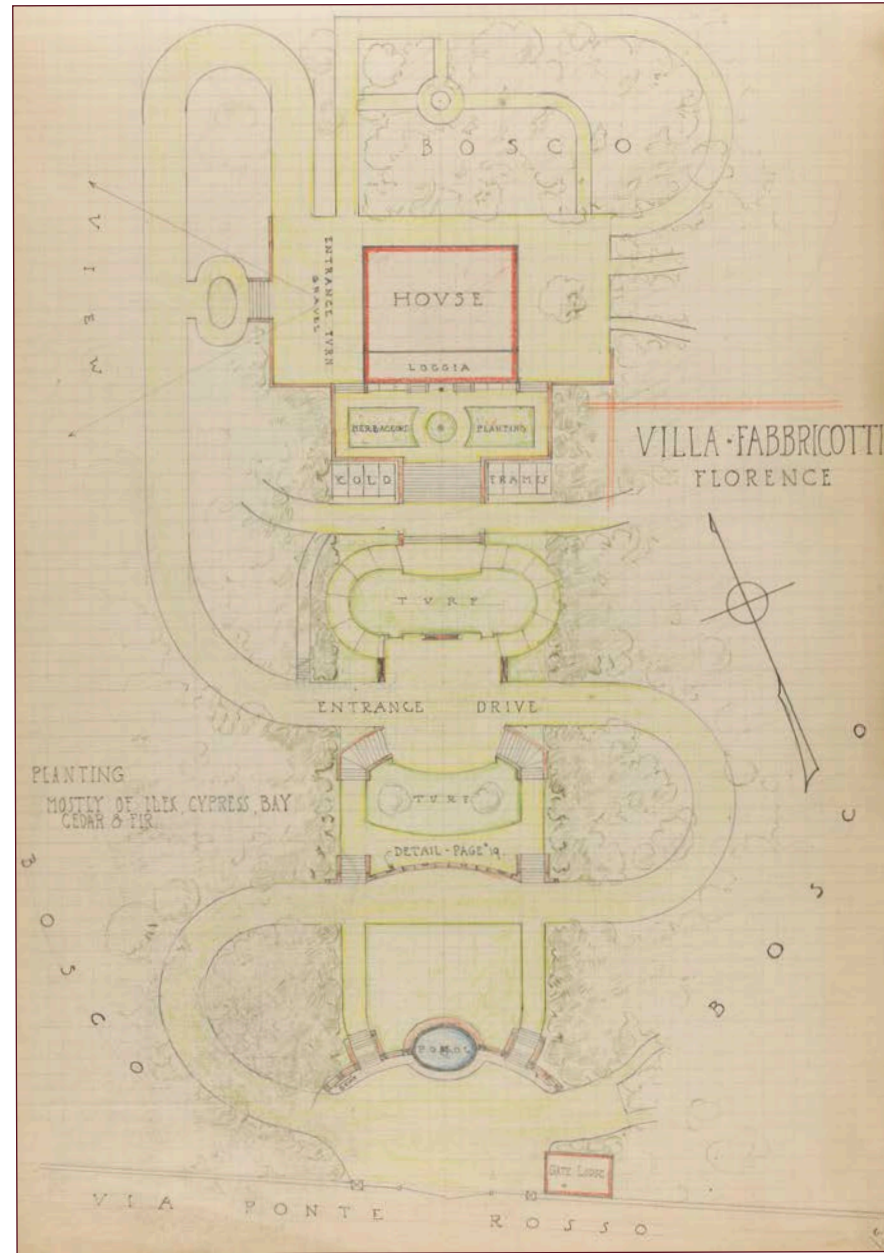 BOSCO
VIEW
ENTRANCE TVRN
GRAVEL
HOVSE
LOGGIA
HERBACEOUS PLANTING
COLD FRAMES
VILLA·FABBRICOTTI
FLORENCE
TVRF
ENTRANCE DRIVE
PLANTING
MOSTLY OF ILEX, CYPRESS, BAY
CEDAR & FIR.
TVRF
DETAIL - PAGE 19.
BOSCO
BOSCO
GATE LODGE
VIA PONTE ROSSO